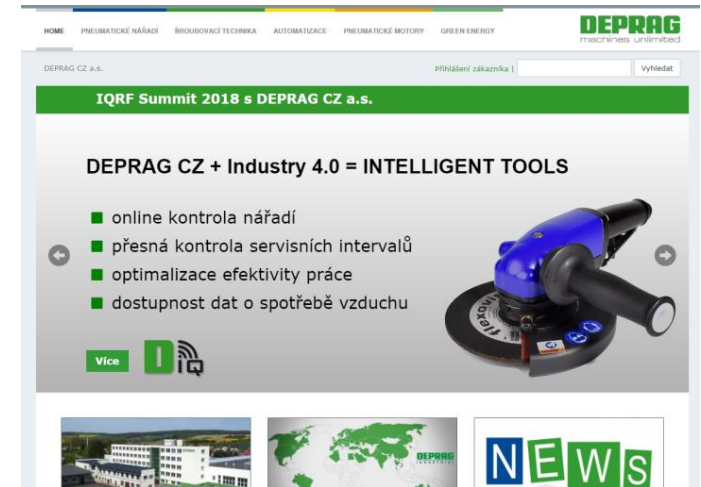 HOME PNEUMATICKÉ NÁŘADÍ ŠROUBOVACÍ TECHNIKA AUTOMATIZACE PNEUMATICKÉ MOTORY GREEN ENERGY
DEPRAG
machines unlimited
DEPRAG CZ a.s. Přihlášení zákazníka | Vyhledat
IQRF Summit 2018 s DEPRAG CZ a.s.
DEPRAG CZ + Industry 4.0 = INTELLIGENT TOOLS
online kontrola nářadí
přesná kontrola servisních intervalů
optimalizace efektivity práce
dostupnost dat o spotřebě vzduchu
flexovit
Více D iQ
DEPRAG
INDUSTRIAL
NEWS